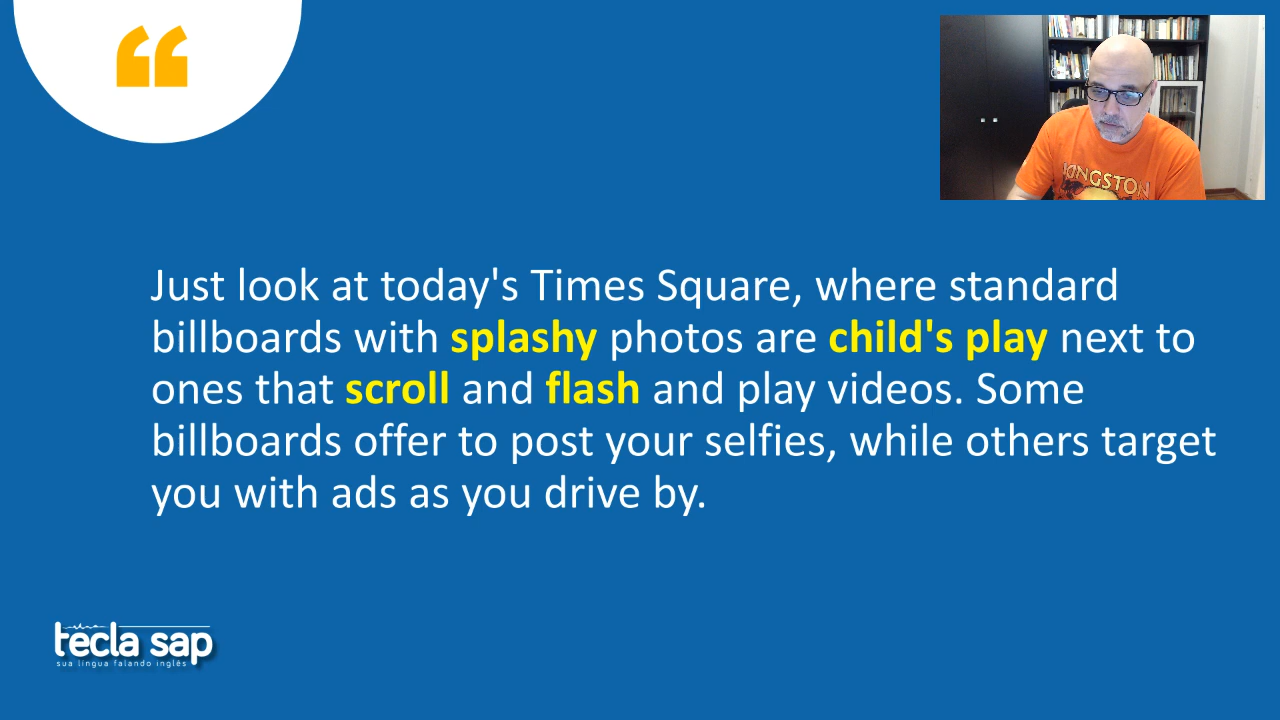 “
KINGSTON
Just look at today's Times Square, where standard
billboards with splashy photos are child's play next to
ones that scroll and flash and play videos. Some
billboards offer to post your selfies, while others target
you with ads as you drive by.
tecla sap
sua língua falando inglês